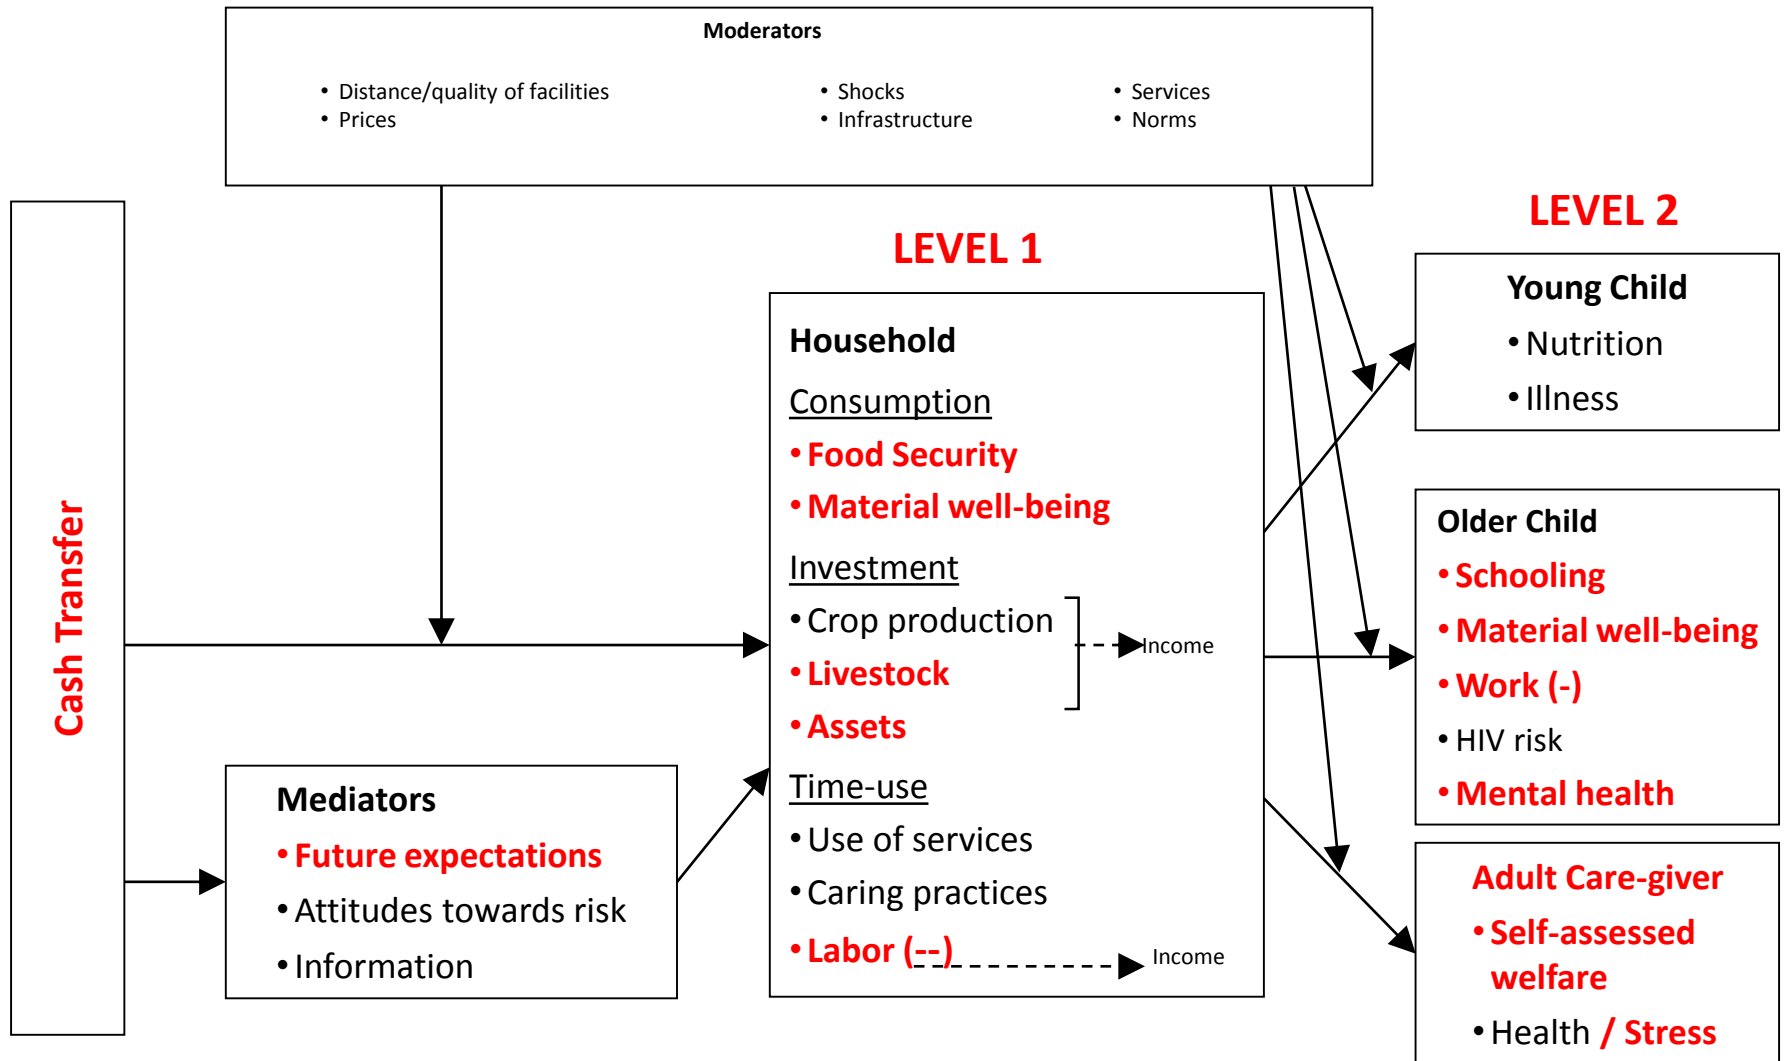 Moderators
• Distance/quality of facilities
• Prices
• Shocks
• Infrastructure
• Services
• Norms
Cash Transfer
Mediators
• Future expectations
• Attitudes towards risk
• Information
LEVEL 1
Household
Consumption
• Food Security
• Material well-being
Investment
• Crop production
• Livestock
• Assets
Income
Time-use
• Use of services
• Caring practices
• Labor (--)
Income
LEVEL 2
Young Child
• Nutrition
• Illness
Older Child
• Schooling
• Material well-being
• Work (-)
• HIV risk
• Mental health
Adult Care-giver
• Self-assessed
welfare
• Health / Stress